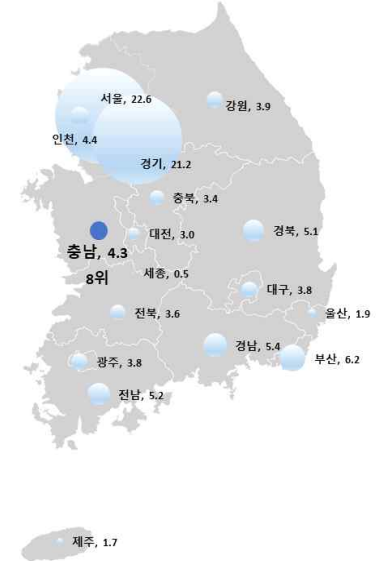 서울, 22.6
강원, 3.9
인천, 4.4
경기, 21.2
충북, 3.4
경북, 5.1
대전, 3.0
충남, 4.3
8위
세종, 0.5
대구, 3.8
전북, 3.6
울산, 1.9
경남, 5.4
부산, 6.2
광주, 3.8
전남, 5.2
제주, 1.7